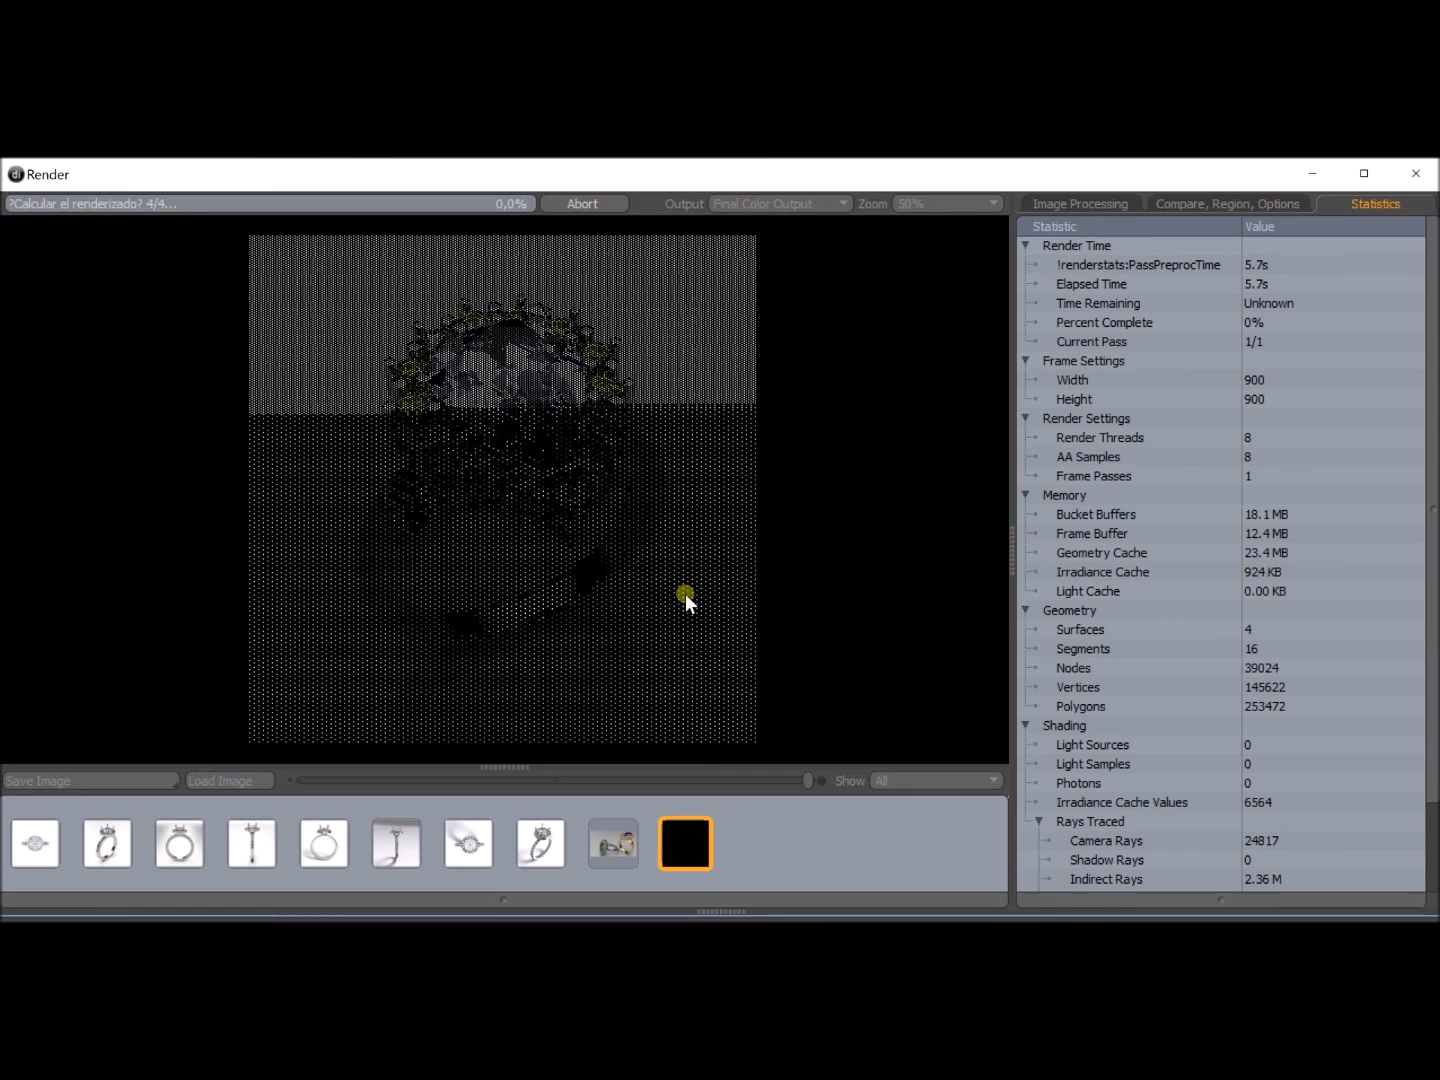 di Render
?Calcular el renderizado? 4/4... 0,0% Abort Output Final Color Output Zoom 50% Image Processing Compare, Region, Options Statistics
Statistic Value
Render Time
!renderstats:PassPreprocTime 5.7s
Elapsed Time 5.7s
Time Remaining Unknown
Percent Complete 0%
Current Pass 1/1
Frame Settings
Width 900
Height 900
Render Settings
Render Threads 8
AA Samples 8
Frame Passes 1
Memory
Bucket Buffers 18.1 MB
Frame Buffer 12.4 MB
Geometry Cache 23.4 MB
Irradiance Cache 924 KB
Light Cache 0.00 KB
Geometry
Surfaces 4
Segments 16
Nodes 39024
Vertices 145622
Polygons 253472
Shading
Light Sources 0
Light Samples 0
Photons 0
Irradiance Cache Values 6564
Rays Traced
Camera Rays 24817
Shadow Rays 0
Indirect Rays 2.36 M
Save Image Load Image Show All